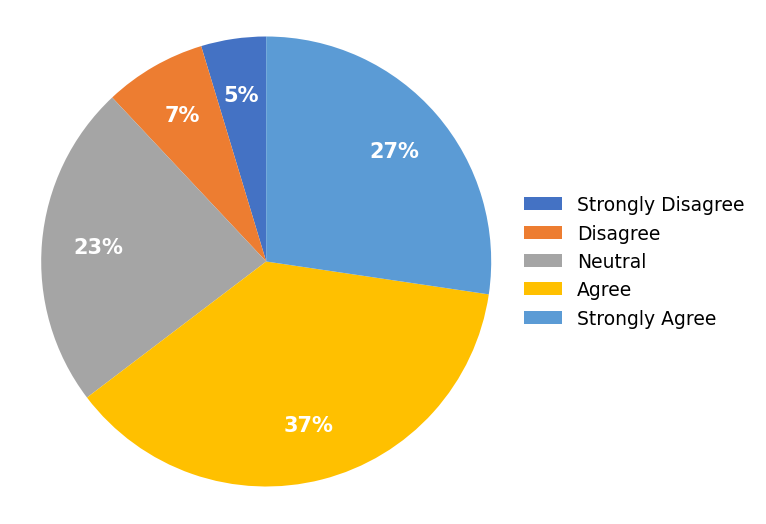 5%
7%
27%
23%
37%
Strongly Disagree
Disagree
Neutral
Agree
Strongly Agree